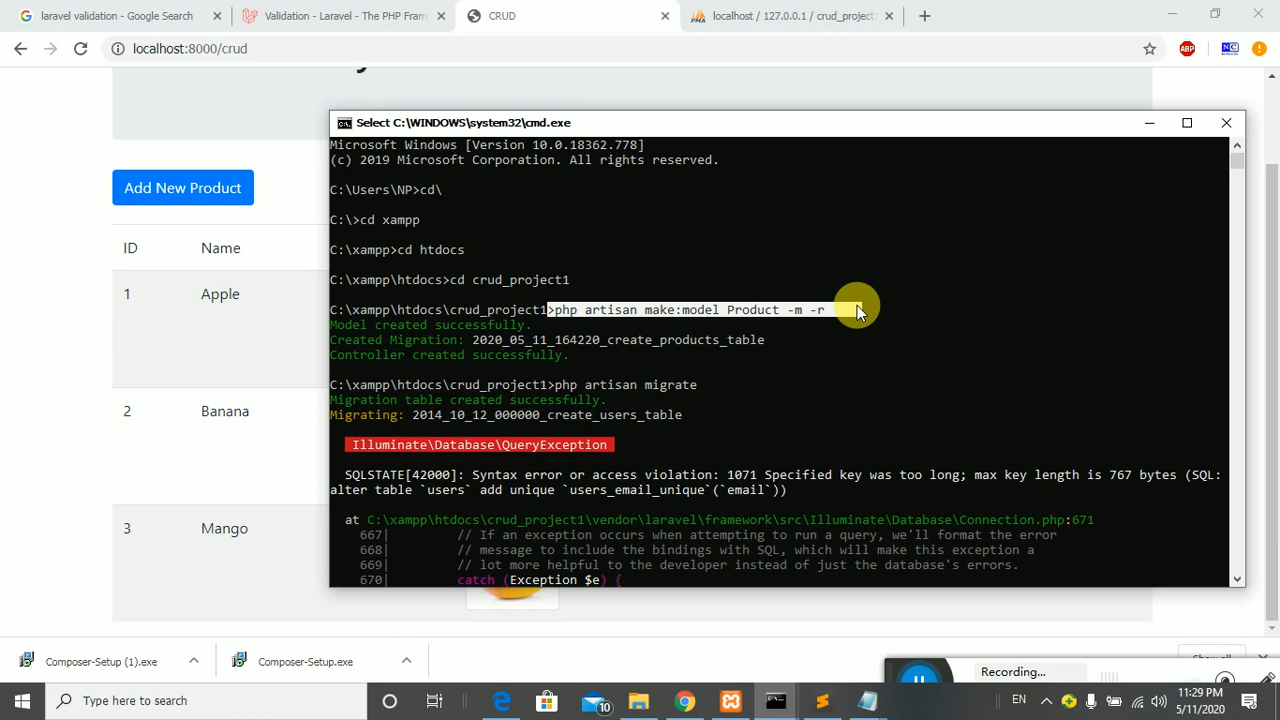 laravel validation - Google Search
Validation - Laravel - The PHP Fram
CRUD
localhost / 127.0.0.1 / crud_project
localhost:8000/crud
ABP
NC
Select C:\WINDOWS\system32\cmd.exe
Microsoft Windows [Version 10.0.18362.778]
(c) 2019 Microsoft Corporation. All rights reserved.
C:\Users\NP>cd\
C:\>cd xampp
C:\xampp>cd htdocs
C:\xampp\htdocs>cd crud_project1
C:\xampp\htdocs\crud_project1>php artisan make:model Product -m -r
Model created successfully.
Created Migration: 2020_05_11_164220_create_products_table
Controller created successfully.
C:\xampp\htdocs\crud_project1>php artisan migrate
Migration table created successfully.
Migrating: 2014_10_12_000000_create_users_table
Illuminate\Database\QueryException
SQLSTATE[42000]: Syntax error or access violation: 1071 Specified key was too long; max key length is 767 bytes (SQL:
alter table `users` add unique `users_email_unique`(`email`))
at C:\xampp\htdocs\crud_project1\vendor\laravel\framework\src\Illuminate\Database\Connection.php:671
667| // If an exception occurs when attempting to run a query, we'll format the error
668| // message to include the bindings with SQL, which will make this exception a
669| // lot more helpful to the developer instead of just the database's errors.
670| catch (Exception $e) {
Add New Product
ID Name
1 Apple
2 Banana
3 Mango
Composer-Setup (1).exe
Composer-Setup.exe
Show all
Recording...
Type here to search
10
EN
11:29 PM
5/11/2020